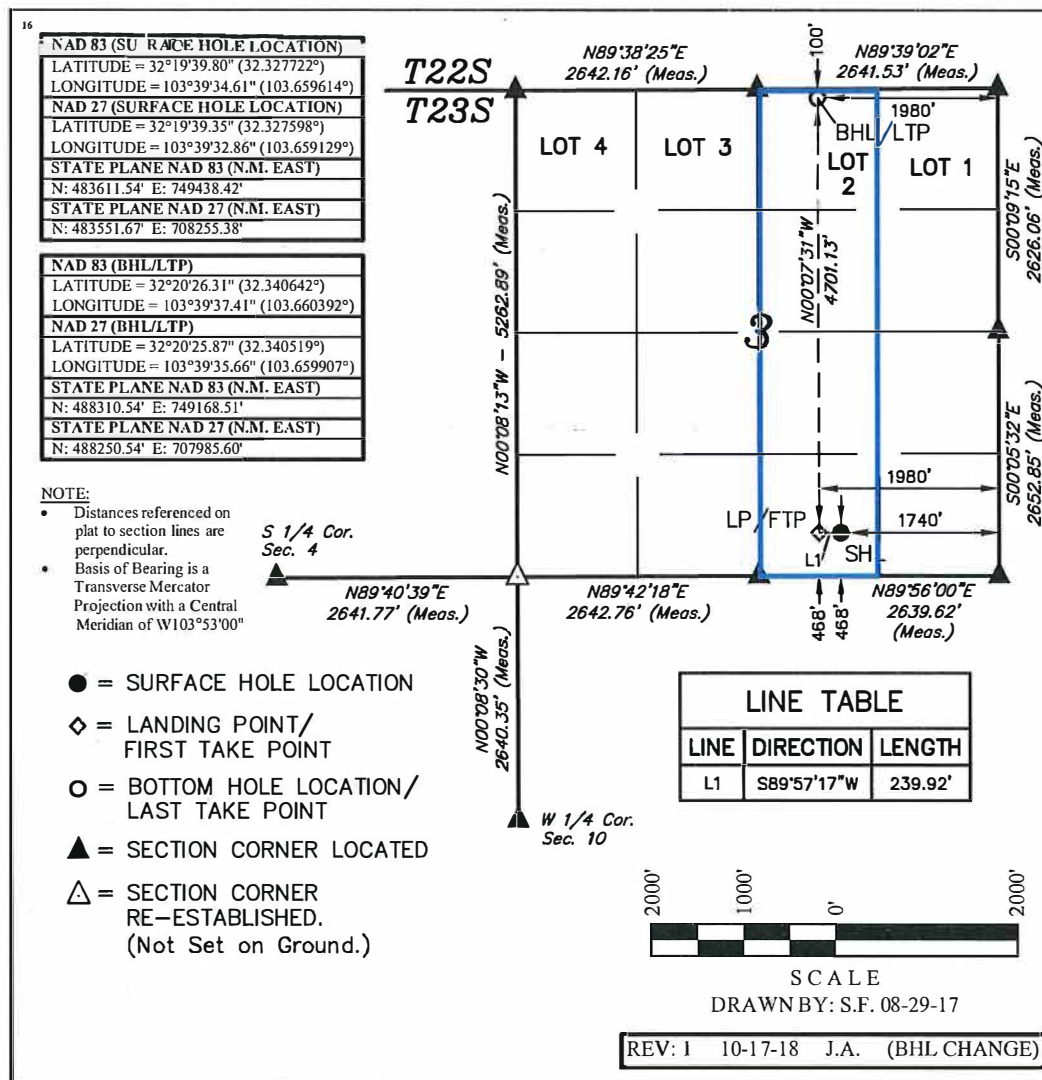 16
NAD 83 (SU RACE HOLE LOCATION)
LATITUDE = 32°19'39.80" (32.327722°)
LONGITUDE = 103°39'34.61" (103.659614°)
NAD 27 (SURFACE HOLE LOCATION)
LATITUDE = 32°19'39.35" (32.327598°)
LONGITUDE = 103°39'32.86" (103.659129°)
STATE PLANE NAD 83 (N.M. EAST)
N: 483611.54' E: 749438.42'
STATE PLANE NAD 27 (N.M. EAST)
N: 483551.67' E: 708255.38'
NAD 83 (BHL/LTP)
LATITUDE = 32°20'26.31" (32.340642°)
LONGITUDE = 103°39'37.41" (103.660392°)
NAD 27 (BHL/LTP)
LATITUDE = 32°20'25.87" (32.340519°)
LONGITUDE = 103°39'35.66" (103.659907°)
STATE PLANE NAD 83 (N.M. EAST)
N: 488310.54' E: 749168.51'
STATE PLANE NAD 27 (N.M. EAST)
N: 488250.54' E: 707985.60'
NOTE:
• Distances referenced on
plat to section lines are
perpendicular.
• Basis of Bearing is a
Transverse Mercator
Projection with a Central
Meridian of W103°53'00"
T22S
T23S
N89°38'25"E
2642.16' (Meas.)
100'
N89°39'02"E
2641.53' (Meas.)
1980'
BHL/LTP
LOT 4
LOT 3
LOT
2
LOT 1
S00°09'15"E
2626.06' (Meas.)
N00°07'31"W
4701.13'
N00°08'13"W - 5262.89' (Meas.)
3
S00°05'32"E
2652.85' (Meas.)
1980'
LP/FTP
1740'
L1
SHL
S 1/4 Cor.
Sec. 4
N89°40'39"E
2641.77' (Meas.)
N89°42'18"E
2642.76' (Meas.)
468'
468'
N89°56'00"E
2639.62'
(Meas.)
N00°08'30"W
2640.35' (Meas.)
W 1/4 Cor.
Sec. 10
= SURFACE HOLE LOCATION
= LANDING POINT/
FIRST TAKE POINT
= BOTTOM HOLE LOCATION/
LAST TAKE POINT
= SECTION CORNER LOCATED
= SECTION CORNER
RE-ESTABLISHED.
(Not Set on Ground.)
LINE TABLE
LINE DIRECTION LENGTH
L1 S89°57'17"W 239.92'
2000' 1000' 0' 2000'
SCALE
DRAWN BY: S.F. 08-29-17
REV: 1 10-17-18 J.A. (BHL CHANGE)